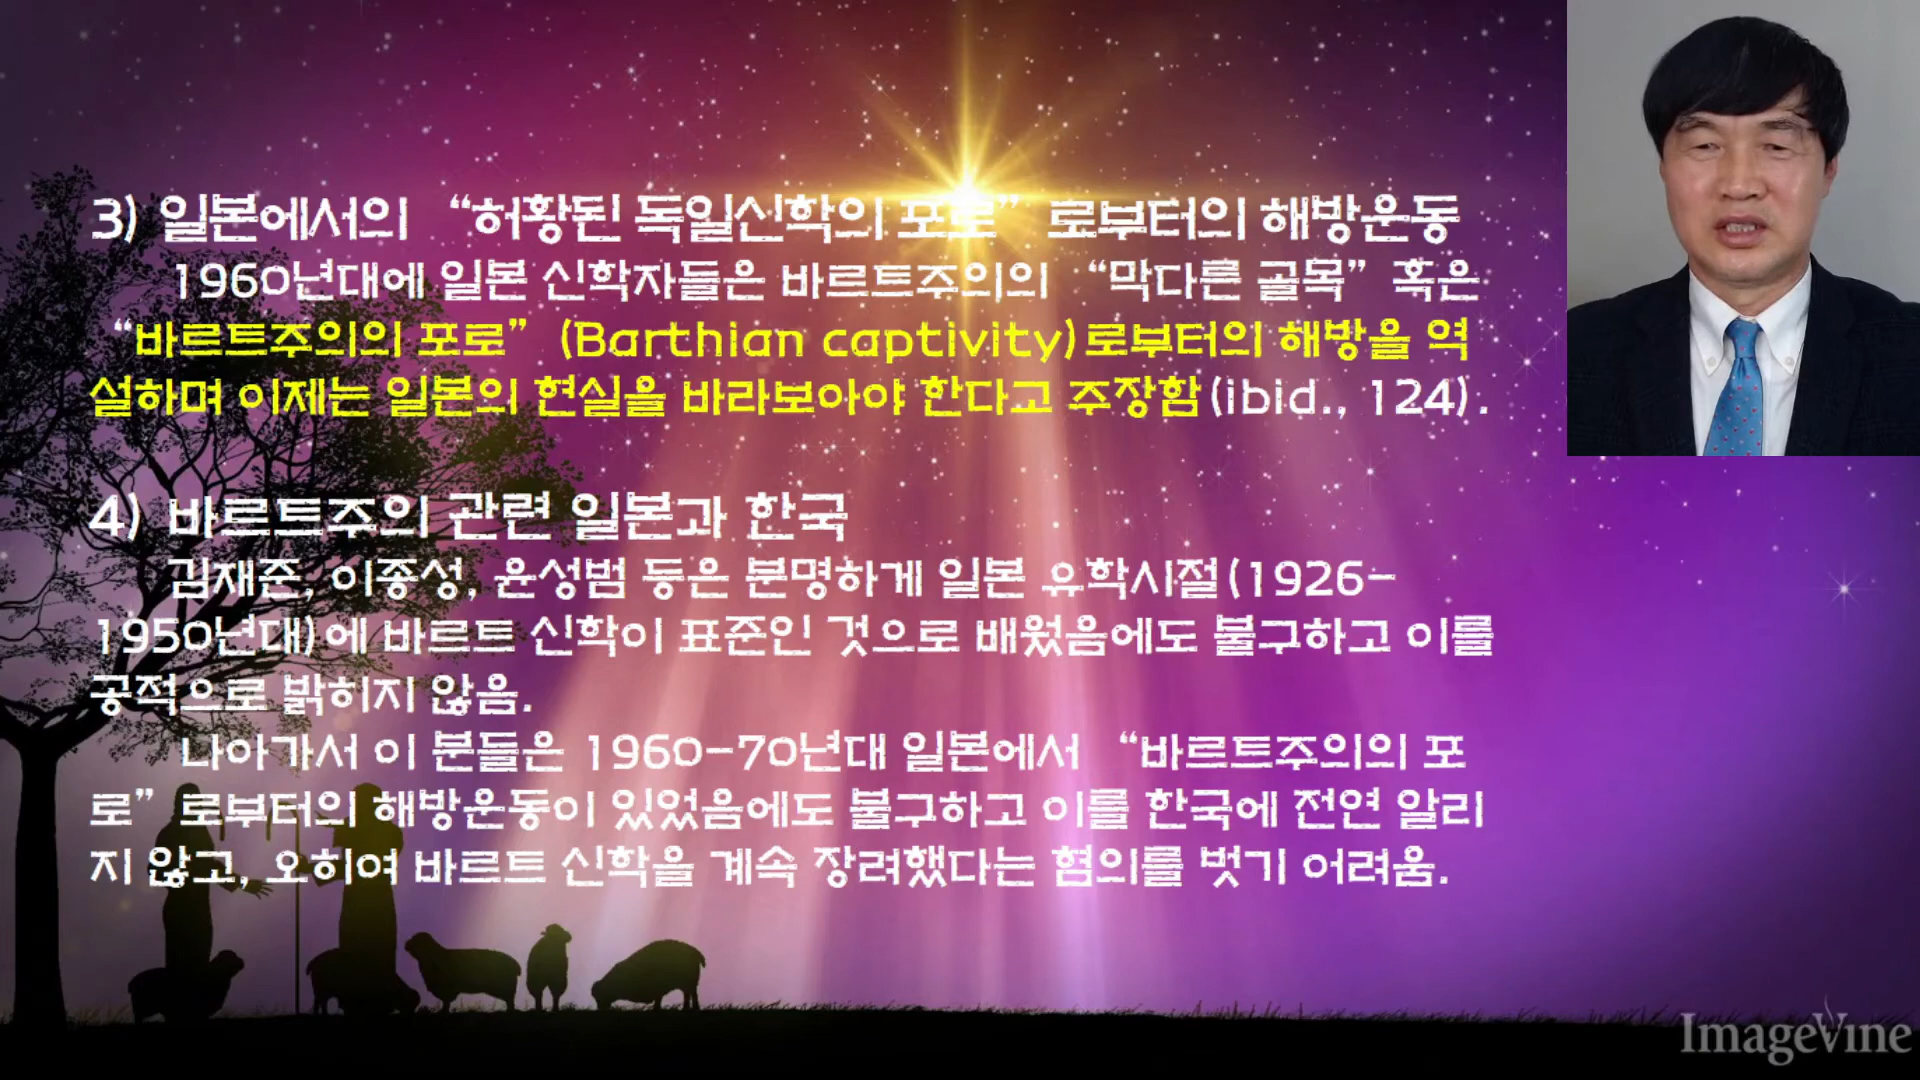 3) 일본에서의 “허황된 독일신학의 포로” 로부터의 해방운동
1960년대에 일본 신학자들은 바르트주의의 “막다른 골목” 혹은
“바르트주의의 포로” (Barthian captivity)로부터의 해방을 역
설하며 이제는 일본의 현실을 바라보아야 한다고 주장함(ibid., 124).
4) 바르트주의 관련 일본과 한국
김재준, 이종성, 윤성범 등은 분명하게 일본 유학시절(1926-
1950년대)에 바르트 신학이 표준인 것으로 배웠음에도 불구하고 이를
공적으로 밝히지 않음.
나아가서 이 분들은 1960-70년대 일본에서 “바르트주의의 포
로” 로부터의 해방운동이 있었음에도 불구하고 이를 한국에 전연 알리
지 않고, 오히여 바르트 신학을 계속 장려했다는 혐의를 벗기 어려움.
ImageVine